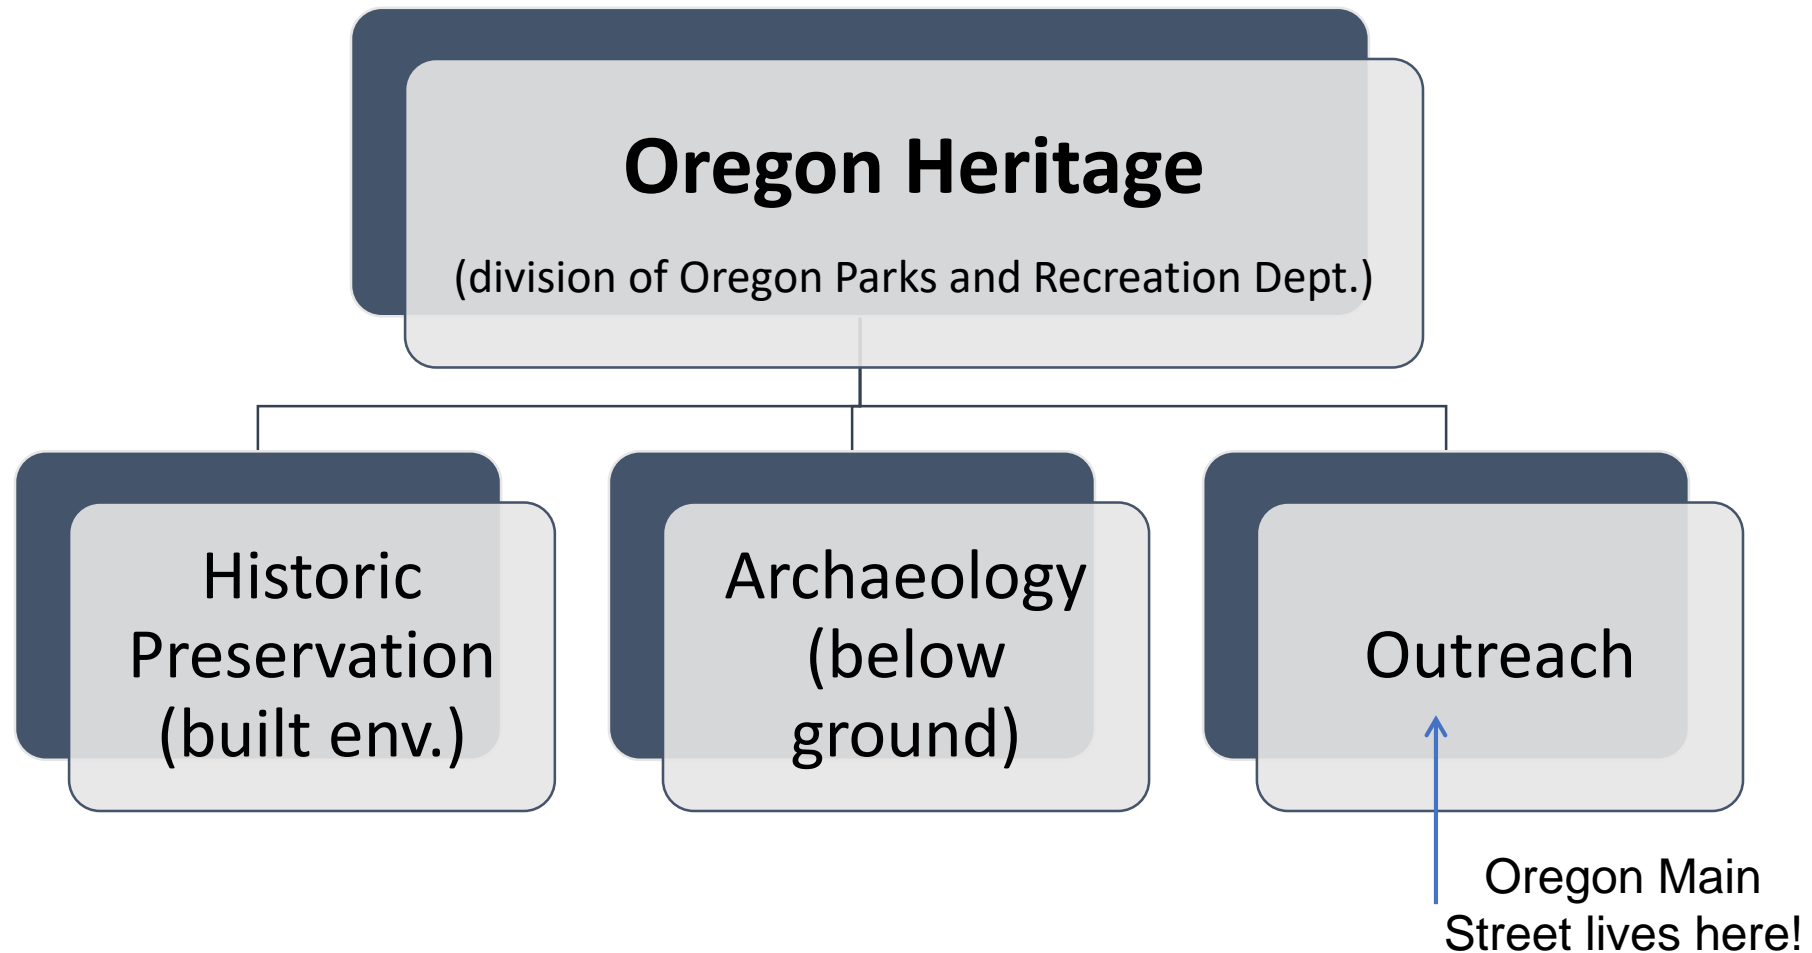 Oregon Heritage
(division of Oregon Parks and Recreation Dept.)
Historic
Preservation
(built env.)
Archaeology
(below
ground)
Outreach
Oregon Main
Street lives here!